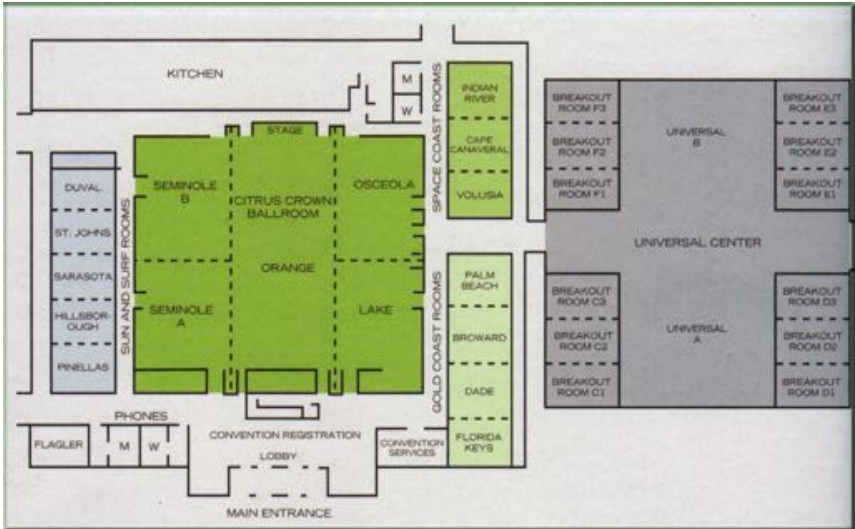 KITCHEN
M
W
STAGE
SPACE COAST ROOMS
INDIAN
RIVER
CAPE
CANAVERAL
VOLUSIA
BREAKOUT
ROOM F3
BREAKOUT
ROOM F2
BREAKOUT
ROOM F1
UNIVERSAL
B
BREAKOUT
ROOM E3
BREAKOUT
ROOM E2
BREAKOUT
ROOM E1
DUVAL
ST. JOHNS
SARASOTA
HILLSBOR-
OUGH
PINELLAS
SUN AND SURF ROOMS
SEMINOLE
B
CITRUS CROWN
BALLROOM
OSCEOLA
ORANGE
SEMINOLE
A
LAKE
UNIVERSAL CENTER
GOLD COAST ROOMS
PALM
BEACH
BROWARD
DADE
FLORIDA
KEYS
BREAKOUT
ROOM C3
BREAKOUT
ROOM C2
BREAKOUT
ROOM C1
UNIVERSAL
A
BREAKOUT
ROOM D3
BREAKOUT
ROOM D2
BREAKOUT
ROOM D1
PHONES
FLAGLER
M
W
CONVENTION REGISTRATION
LOBBY
CONVENTION
SERVICES
MAIN ENTRANCE